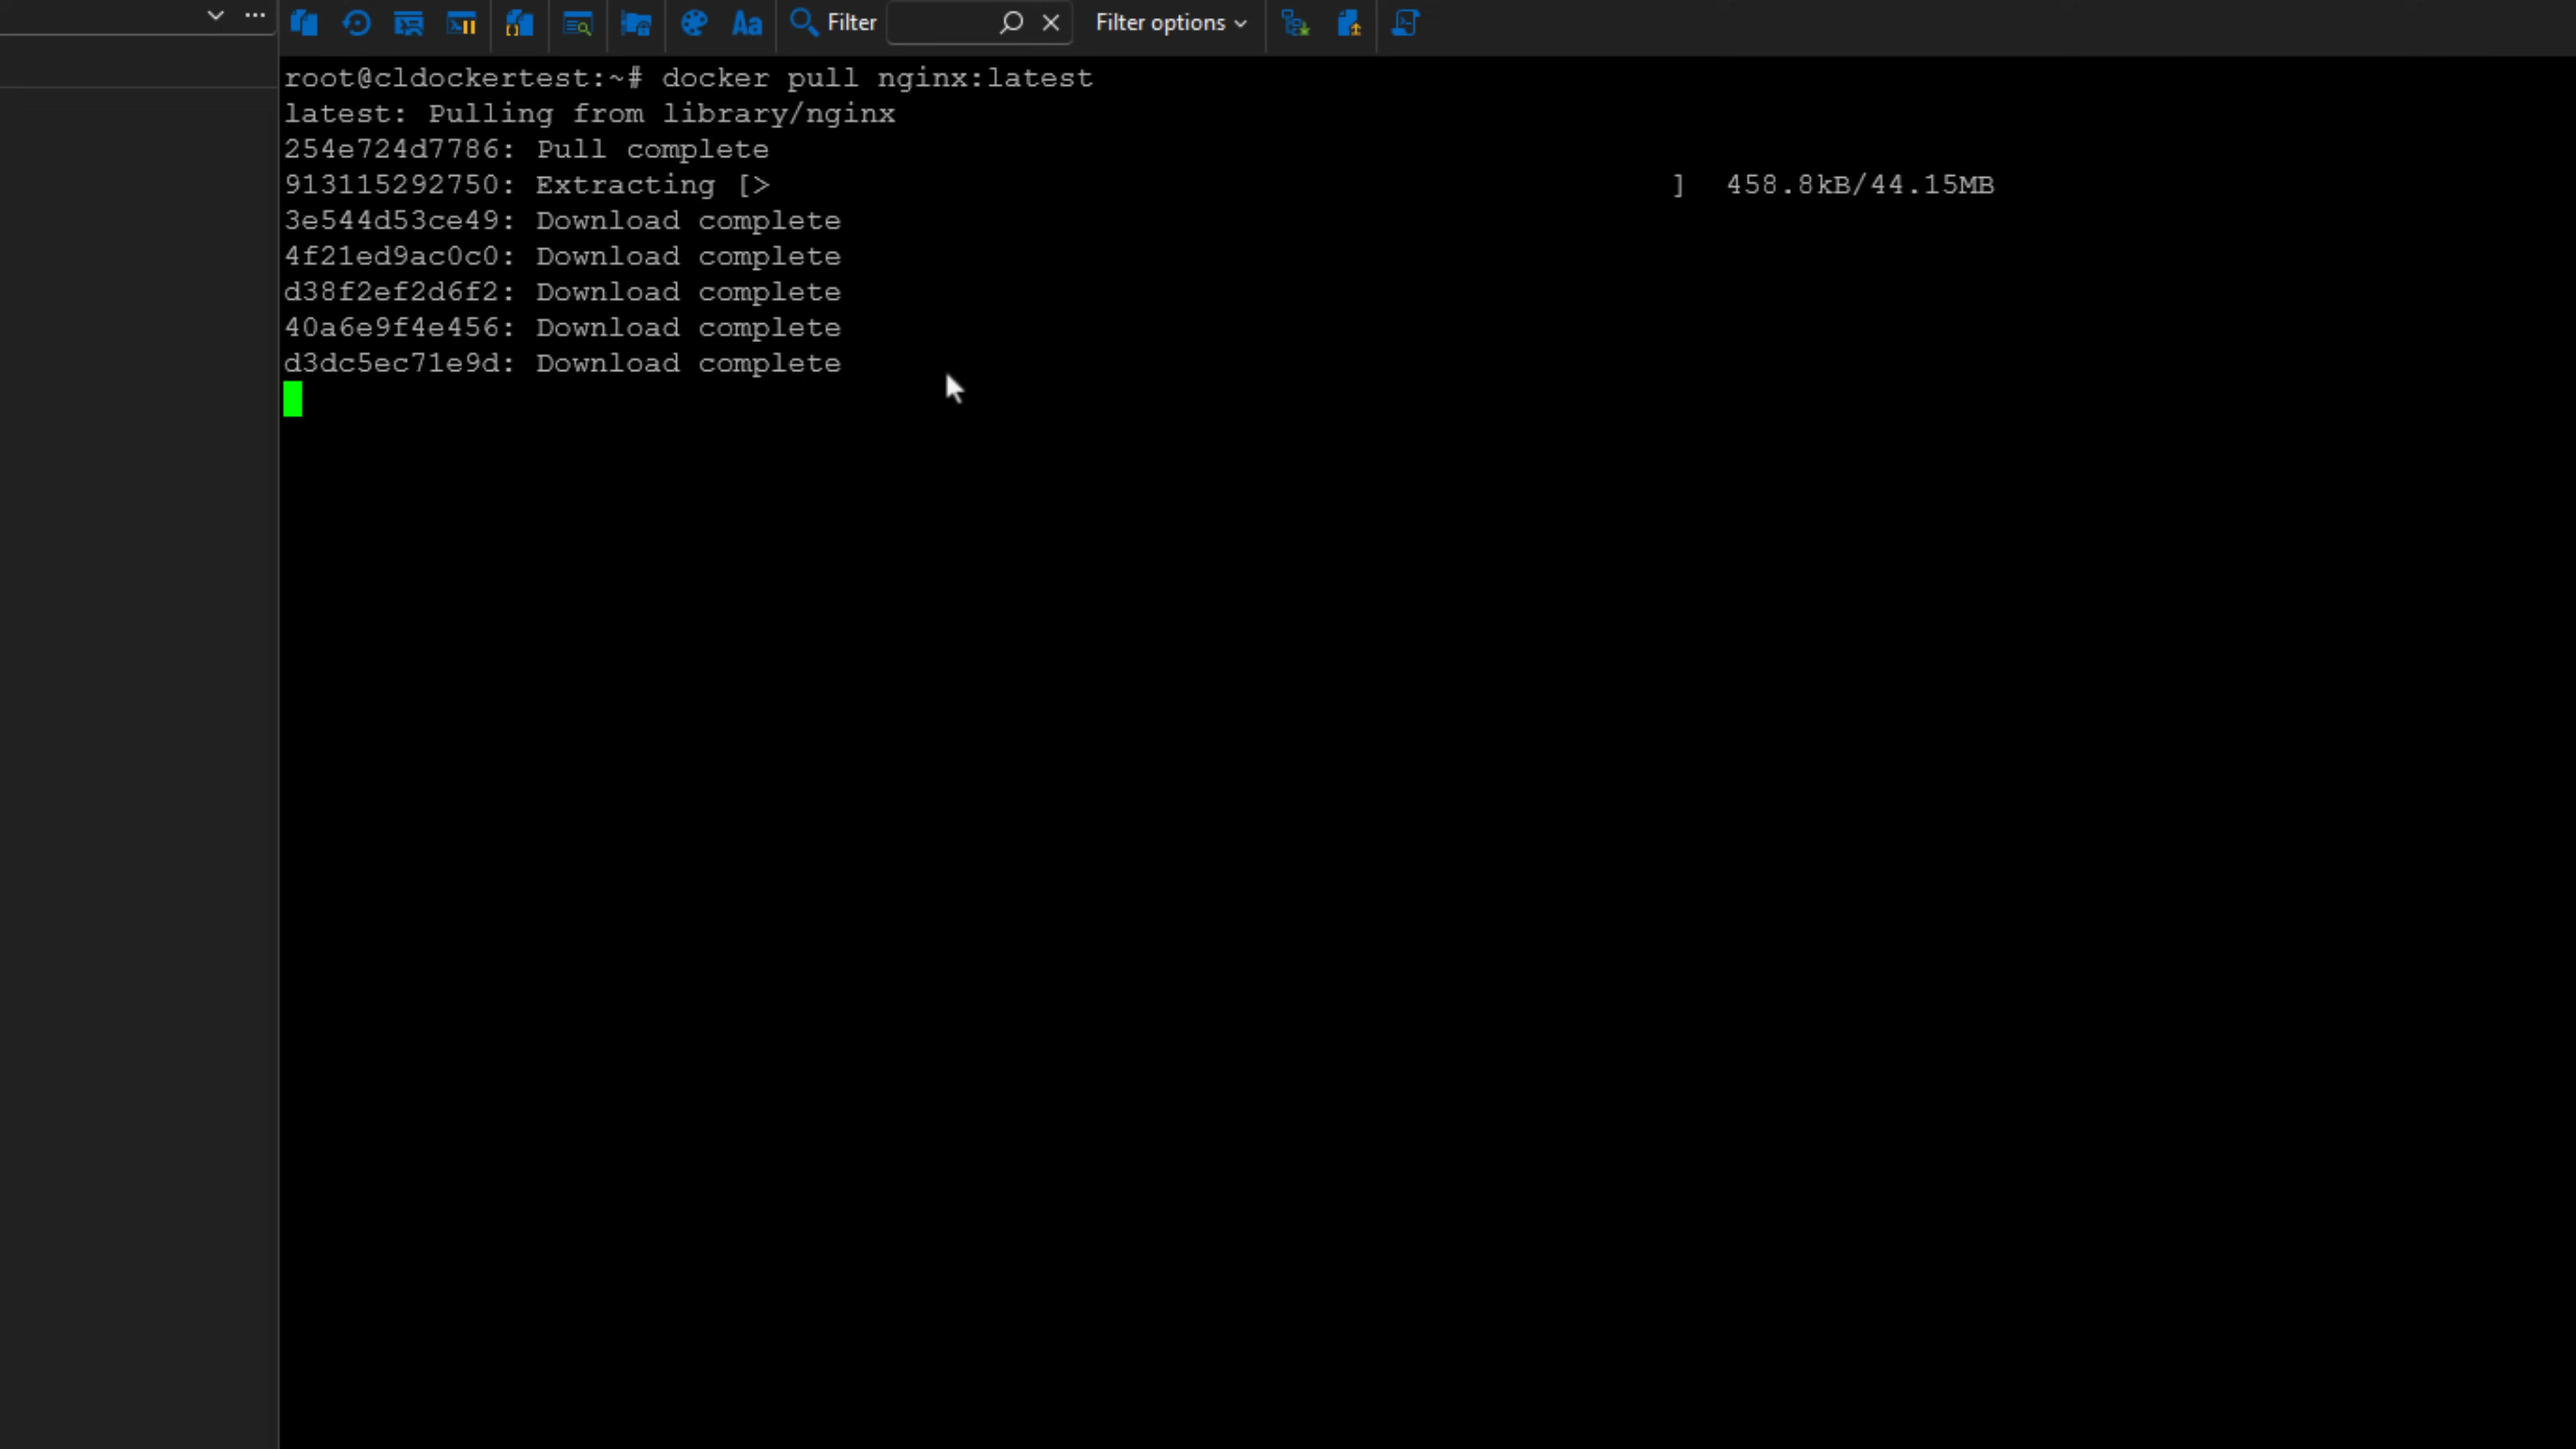 Filter
Filter options
root@cldockertest:~# docker pull nginx:latest
latest: Pulling from library/nginx
254e724d7786: Pull complete
913115292750: Extracting [> ] 458.8kB/44.15MB
3e544d53ce49: Download complete
4f21ed9ac0c0: Download complete
d38f2ef2d6f2: Download complete
40a6e9f4e456: Download complete
d3dc5ec71e9d: Download complete